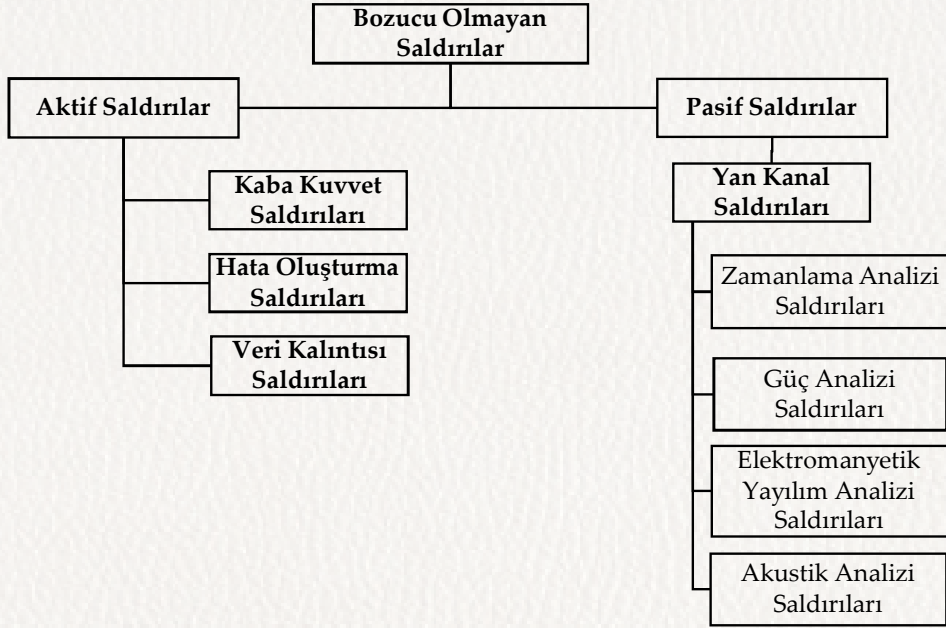 Bozucu Olmayan
Saldırılar
Aktif Saldırılar
Pasif Saldırılar
Kaba Kuvvet
Saldırıları
Hata Oluşturma
Saldırıları
Veri Kalıntısı
Saldırıları
Yan Kanal
Saldırıları
Zamanlama Analizi
Saldırıları
Güç Analizi
Saldırıları
Elektromanyetik
Yayılım Analizi
Saldırıları
Akustik Analizi
Saldırıları